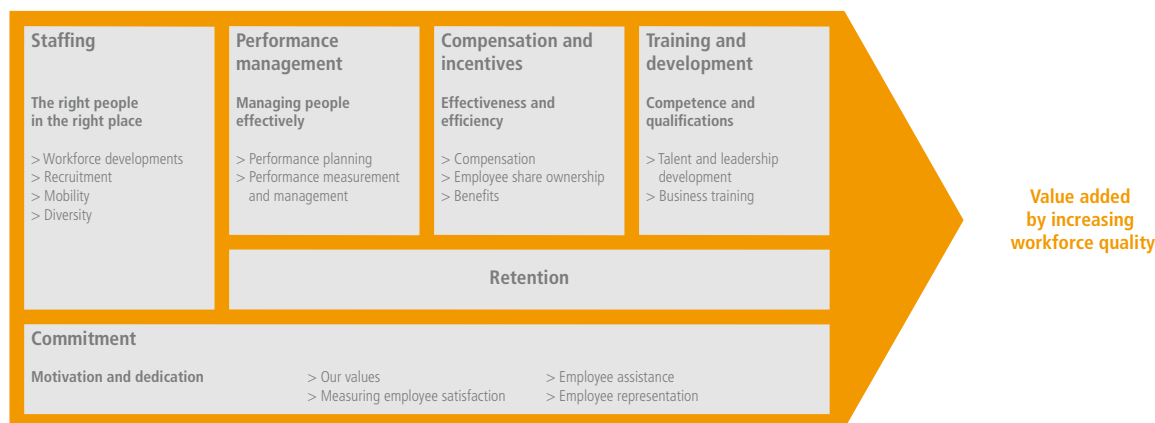 Staffing
The right people
in the right place
> Workforce developments
> Recruitment
> Mobility
> Diversity
Performance
management
Managing people
effectively
> Performance planning
> Performance measurement
and management
Compensation and
incentives
Effectiveness and
efficiency
> Compensation
> Employee share ownership
> Benefits
Training and
development
Competence and
qualifications
> Talent and leadership
development
> Business training
Retention
Commitment
Motivation and dedication
> Our values
> Measuring employee satisfaction
> Employee assistance
> Employee representation
Value added
by increasing
workforce quality